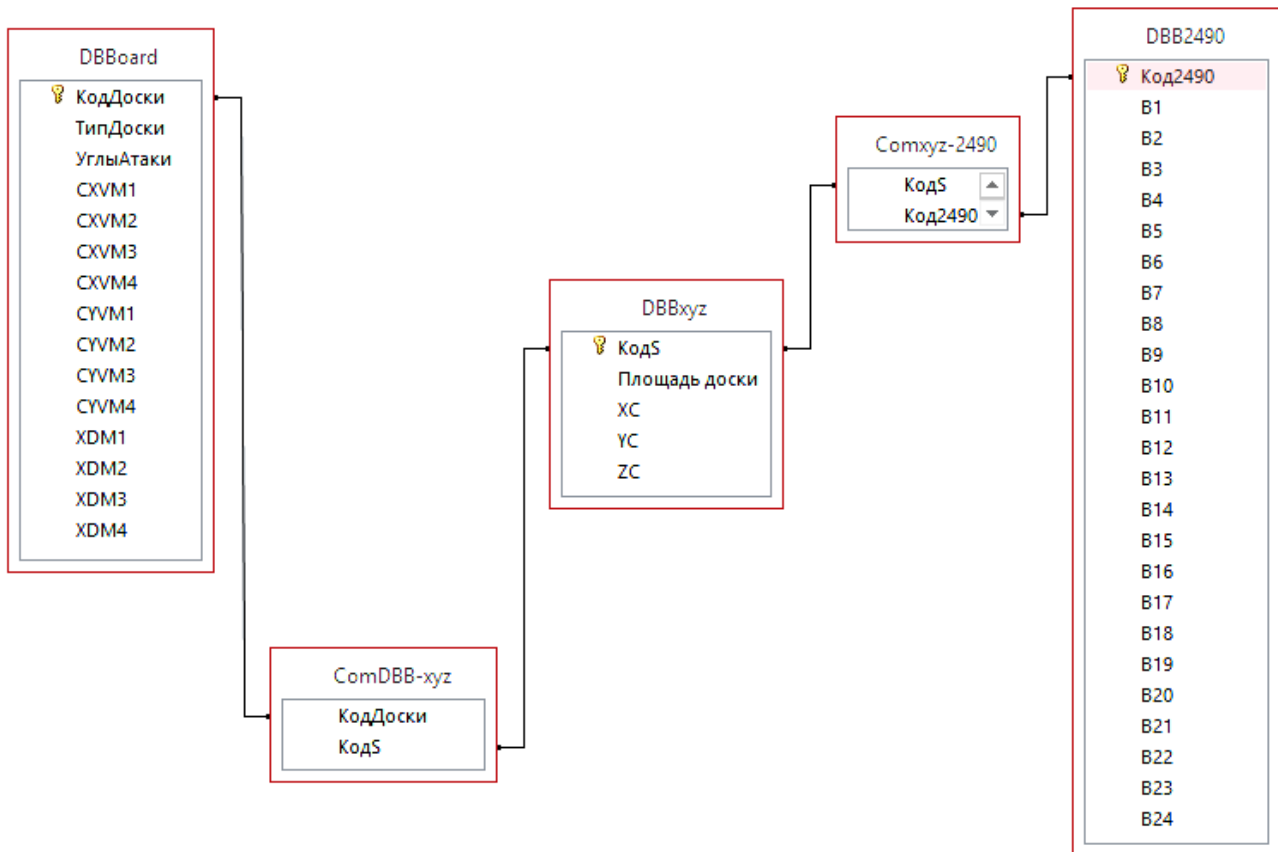 DBBoard
КодДоски
ТипДоски
УглыАтаки
CXVM1
CXVM2
CXVM3
CXVM4
CYVM1
CYVM2
CYVM3
CYVM4
XDM1
XDM2
XDM3
XDM4
ComDBB-xyz
КодДоски
КодS
DBBxyz
КодS
Площадь доски
XC
YC
ZC
Comxyz-2490
КодS
Код2490
DBB2490
Код2490
B1
B2
B3
B4
B5
B6
B7
B8
B9
B10
B11
B12
B13
B14
B15
B16
B17
B18
B19
B20
B21
B22
B23
B24